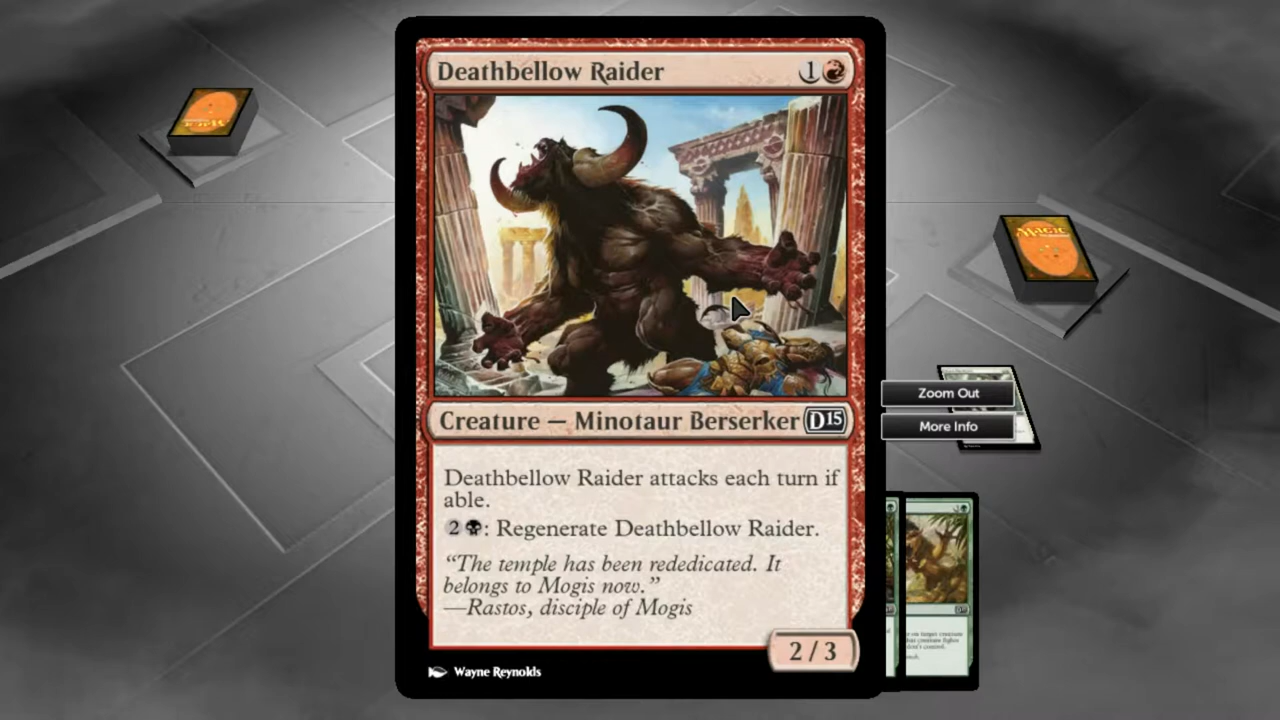 Deathbellow Raider
1
Creature — Minotaur Berserker
D15
Deathbellow Raider attacks each turn if
able.
2 : Regenerate Deathbellow Raider.
“The temple has been rededicated. It
belongs to Mogis now.”
—Rastos, disciple of Mogis
2 / 3
Wayne Reynolds
MAGIC
Zoom Out
More Info